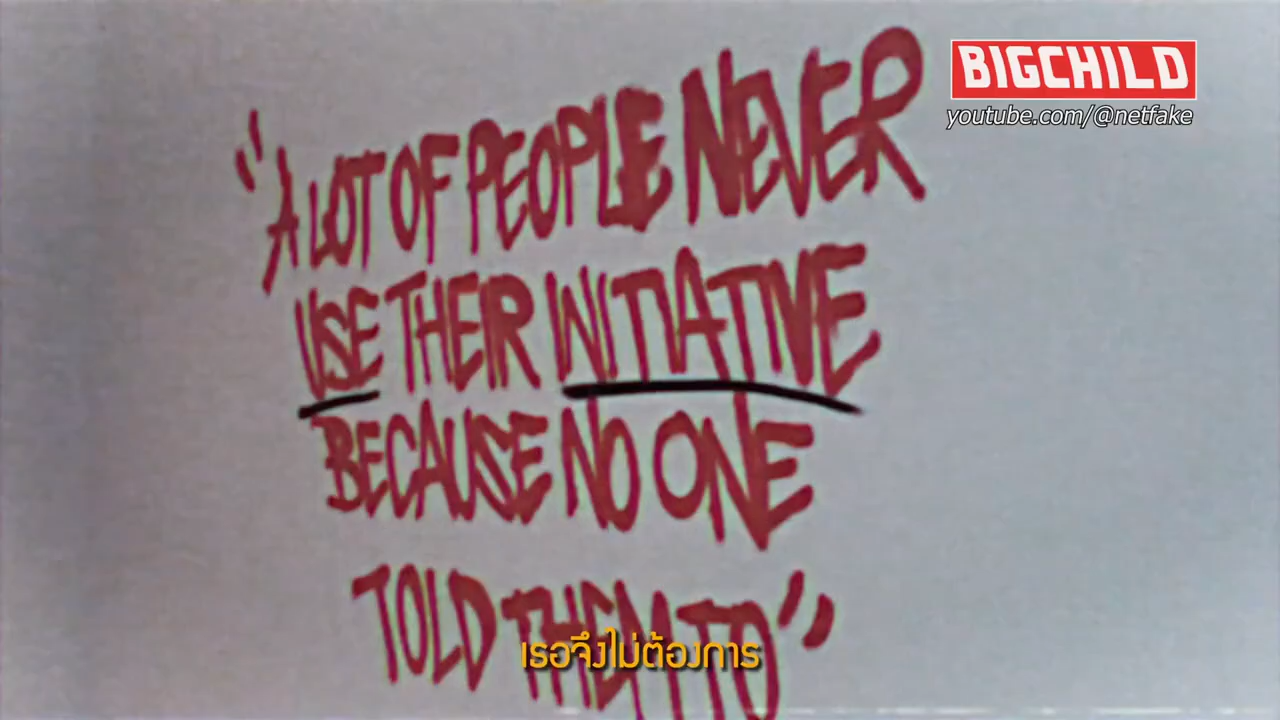 BIGCHILD
youtube.com/@netfake
"A LOT OF PEOPLE NEVER
USE THEIR INITIATIVE
BECAUSE NO ONE
TOLD THEM TO"
เธอจึงไม่ต้องการ